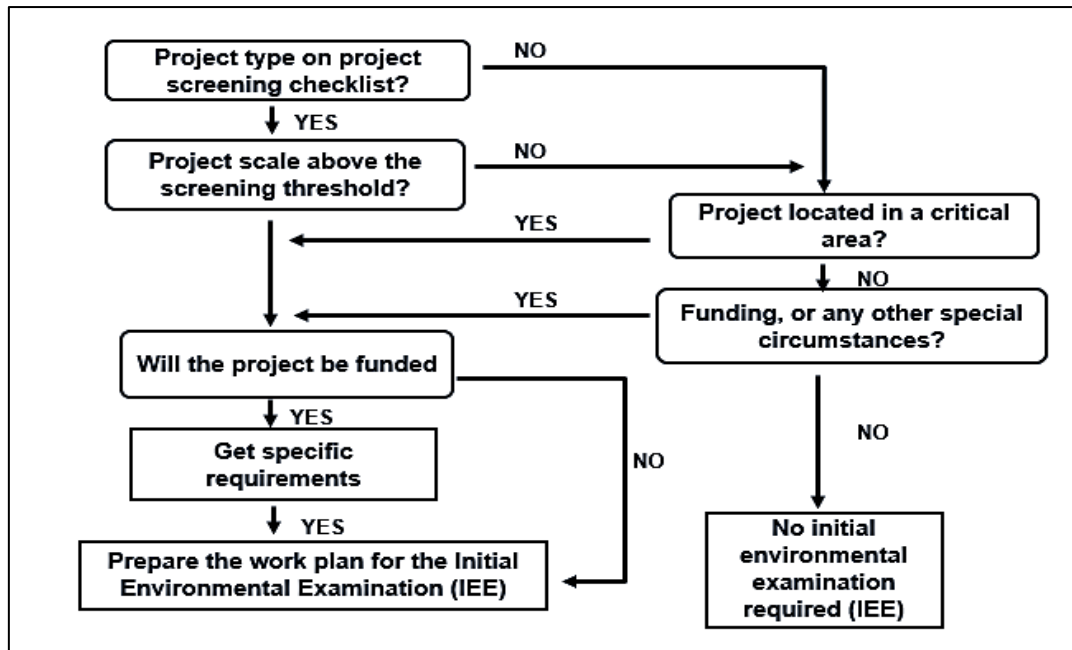 Project type on project
screening checklist?
NO
YES
Project scale above the
screening threshold?
NO
Project located in a critical
area?
YES
NO
Funding, or any other special
circumstances?
YES
Will the project be funded
YES
NO
NO
Get specific
requirements
YES
Prepare the work plan for the Initial
Environmental Examination (IEE)
No initial
environmental
examination
required (IEE)